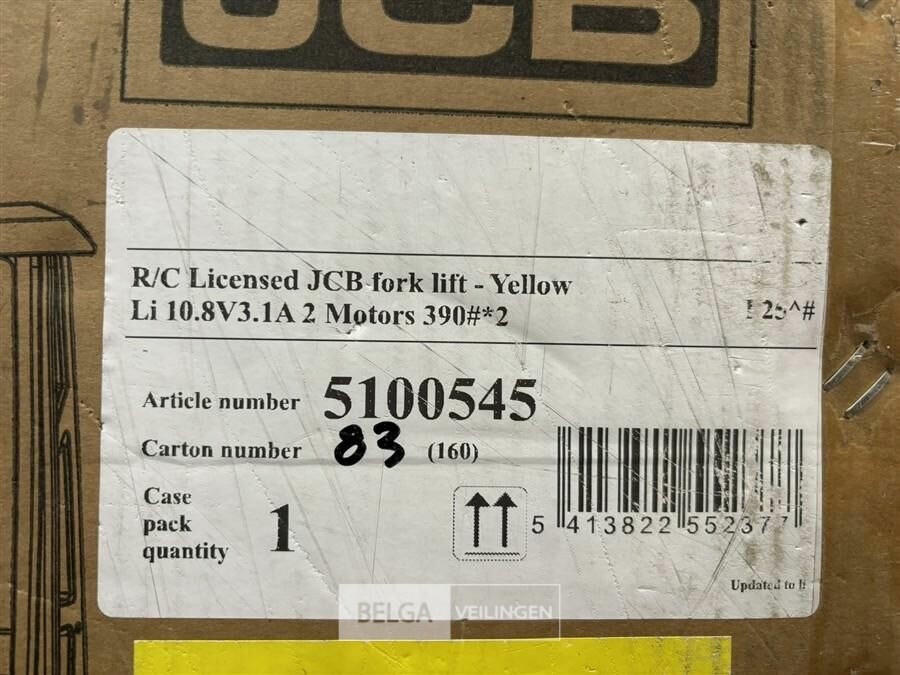 JCB
R/C Licensed JCB fork lift - Yellow
Li 10.8V3.1A 2 Motors 390#*2
Article number 5100545
Carton number 83 (160)
Case
pack
quantity 1
5 413822 552377
Updated to
BELGA VEILINGEN